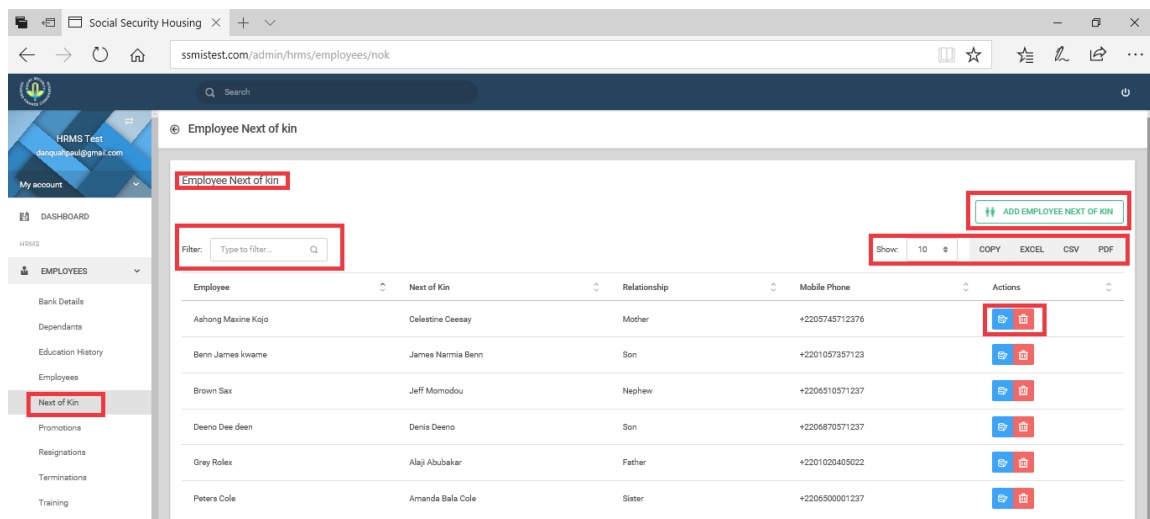 Social Security Housing
ssmistest.com/admin/hrms/employees/nok
Search
HRMS Test
danquahpaul@gmail.com
My account
Employee Next of kin
Employee Next of kin
ADD EMPLOYEE NEXT OF KIN
DASHBOARD
HRMS
EMPLOYEES
Bank Details
Dependants
Education History
Employees
Next of Kin
Promotions
Resignations
Terminations
Training
Filter: Type to filter...
Show: 10 COPY EXCEL CSV PDF
Employee Next of Kin Relationship Mobile Phone Actions
Ashong Maxine Kojo Celestine Ceesay Mother +2205745712376
Benn James kwame James Narmia Benn Son +2201057357123
Brown Sax Jeff Momodou Nephew +2206510571237
Deeno Dee deen Denis Deeno Son +2206870571237
Grey Rolex Alaji Abubakar Father +2201020405022
Peters Cole Amanda Bala Cole Sister +2206500001237